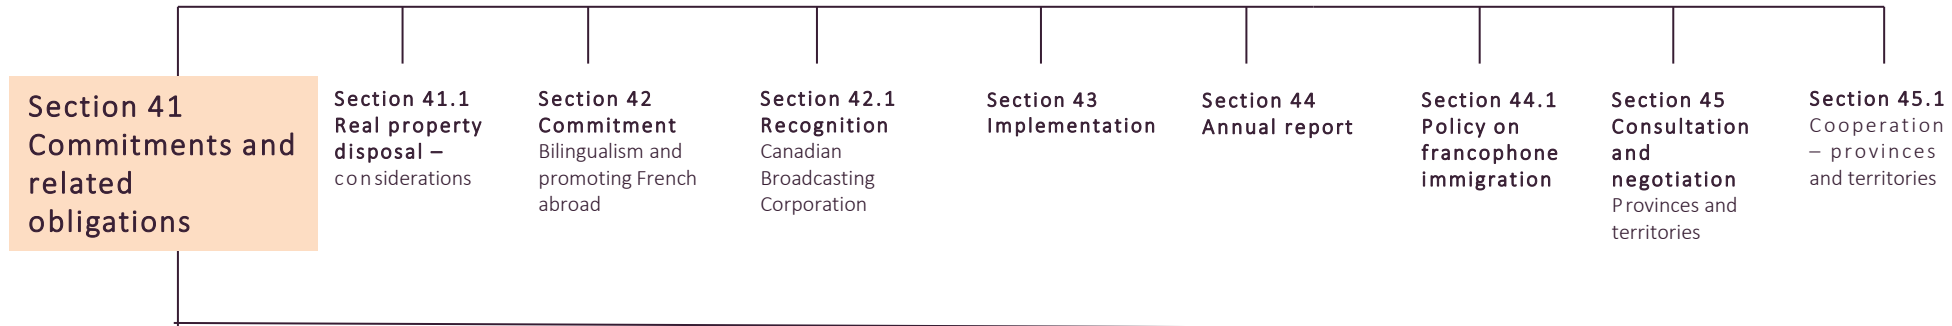 Section 41
Commitments and
related
obligations
Section 41.1
Real property
disposal –
considerations
Section 42
Commitment
Bilingualism and
promoting French
abroad
Section 42.1
Recognition
Canadian
Broadcasting
Corporation
Section 43
Implementation
Section 44
Annual report
Section 44.1
Policy on
francophone
immigration
Section 45
Consultation
and
negotiation
Provinces and
territories
Section 45.1
Cooperation
– provinces
and territories